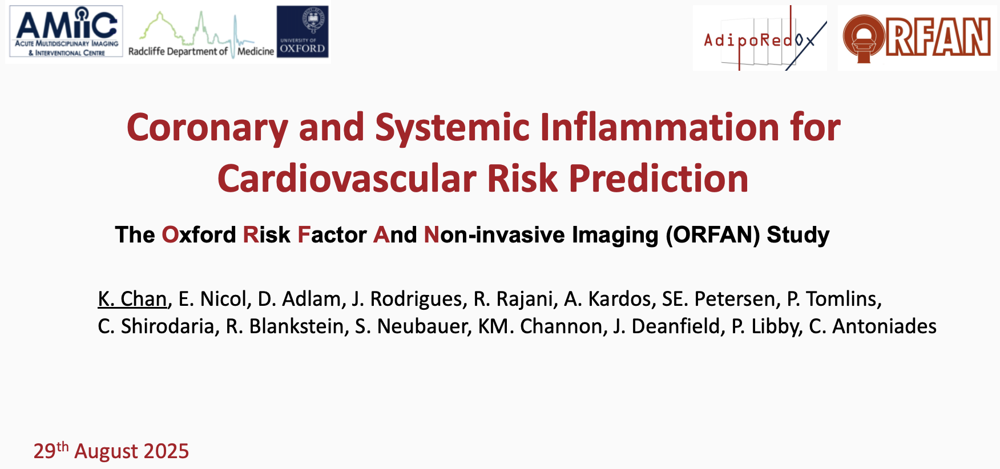 AMiiC
ACUTE MULTIDISCIPLINARY IMAGING
& INTERVENTIONAL CENTRE
Radcliffe Department of Medicine
UNIVERSITY OF
OXFORD
AdipoRedOx
ORFAN
Coronary and Systemic Inflammation for
Cardiovascular Risk Prediction
The Oxford Risk Factor And Non-invasive Imaging (ORFAN) Study
K. Chan, E. Nicol, D. Adlam, J. Rodrigues, R. Rajani, A. Kardos, SE. Petersen, P. Tomlins,
C. Shirodaria, R. Blankstein, S. Neubauer, KM. Channon, J. Deanfield, P. Libby, C. Antoniades
29th August 2025